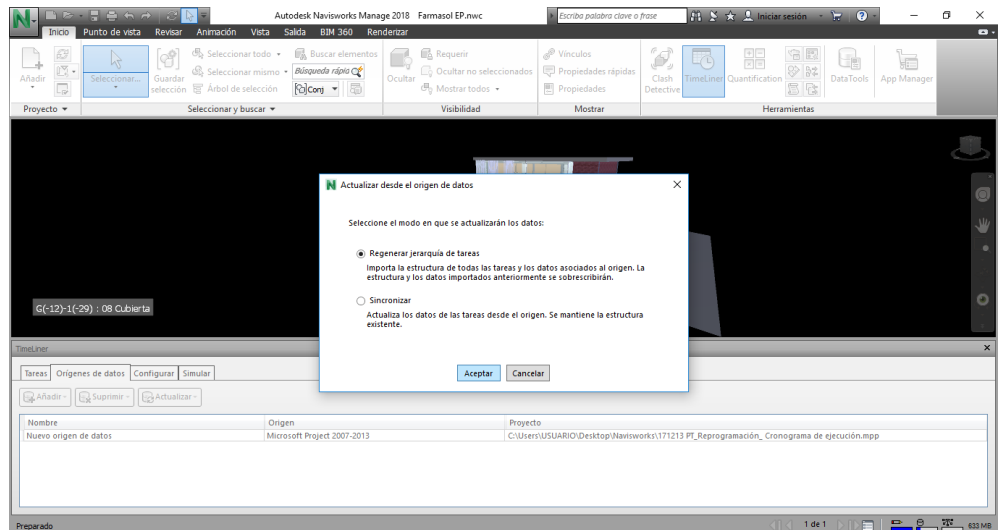 Autodesk Navisworks Manage 2018 Farmasol EP.nwc
Escriba palabra clave o frase
Iniciar sesión
Inicio Punto de vista Revisar Animación Vista Salida BIM 360 Renderizar
Añadir
Seleccionar...
Guardar selección
Seleccionar todo
Seleccionar mismo
Árbol de selección
Buscar elementos
Búsqueda rápida
Conj
Ocultar
Requerir
Ocultar no seleccionados
Mostrar todos
Vínculos
Propiedades rápidas
Propiedades
Clash Detective
TimeLiner
Quantification
DataTools
App Manager
Proyecto
Seleccionar y buscar
Visibilidad
Mostrar
Herramientas
Actualizar desde el origen de datos
Seleccione el modo en que se actualizarán los datos:
Regenerar jerarquía de tareas
Importa la estructura de todas las tareas y los datos asociados al origen. La
estructura y los datos importados anteriormente se sobrescribirán.
Sincronizar
Actualiza los datos de las tareas desde el origen. Se mantiene la estructura
existente.
Aceptar Cancelar
G(-12)-1(-29) : 08 Cubierta
TimeLiner
Tareas Orígenes de datos Configurar Simular
Añadir Suprimir Actualizar
Nombre Origen Proyecto
Nuevo origen de datos Microsoft Project 2007-2013 C:\Users\USUARIO\Desktop\Navisworks\171213 PT_Reprogramación_ Cronograma de ejecución.mpp
Preparado
1 de 1
633 MB